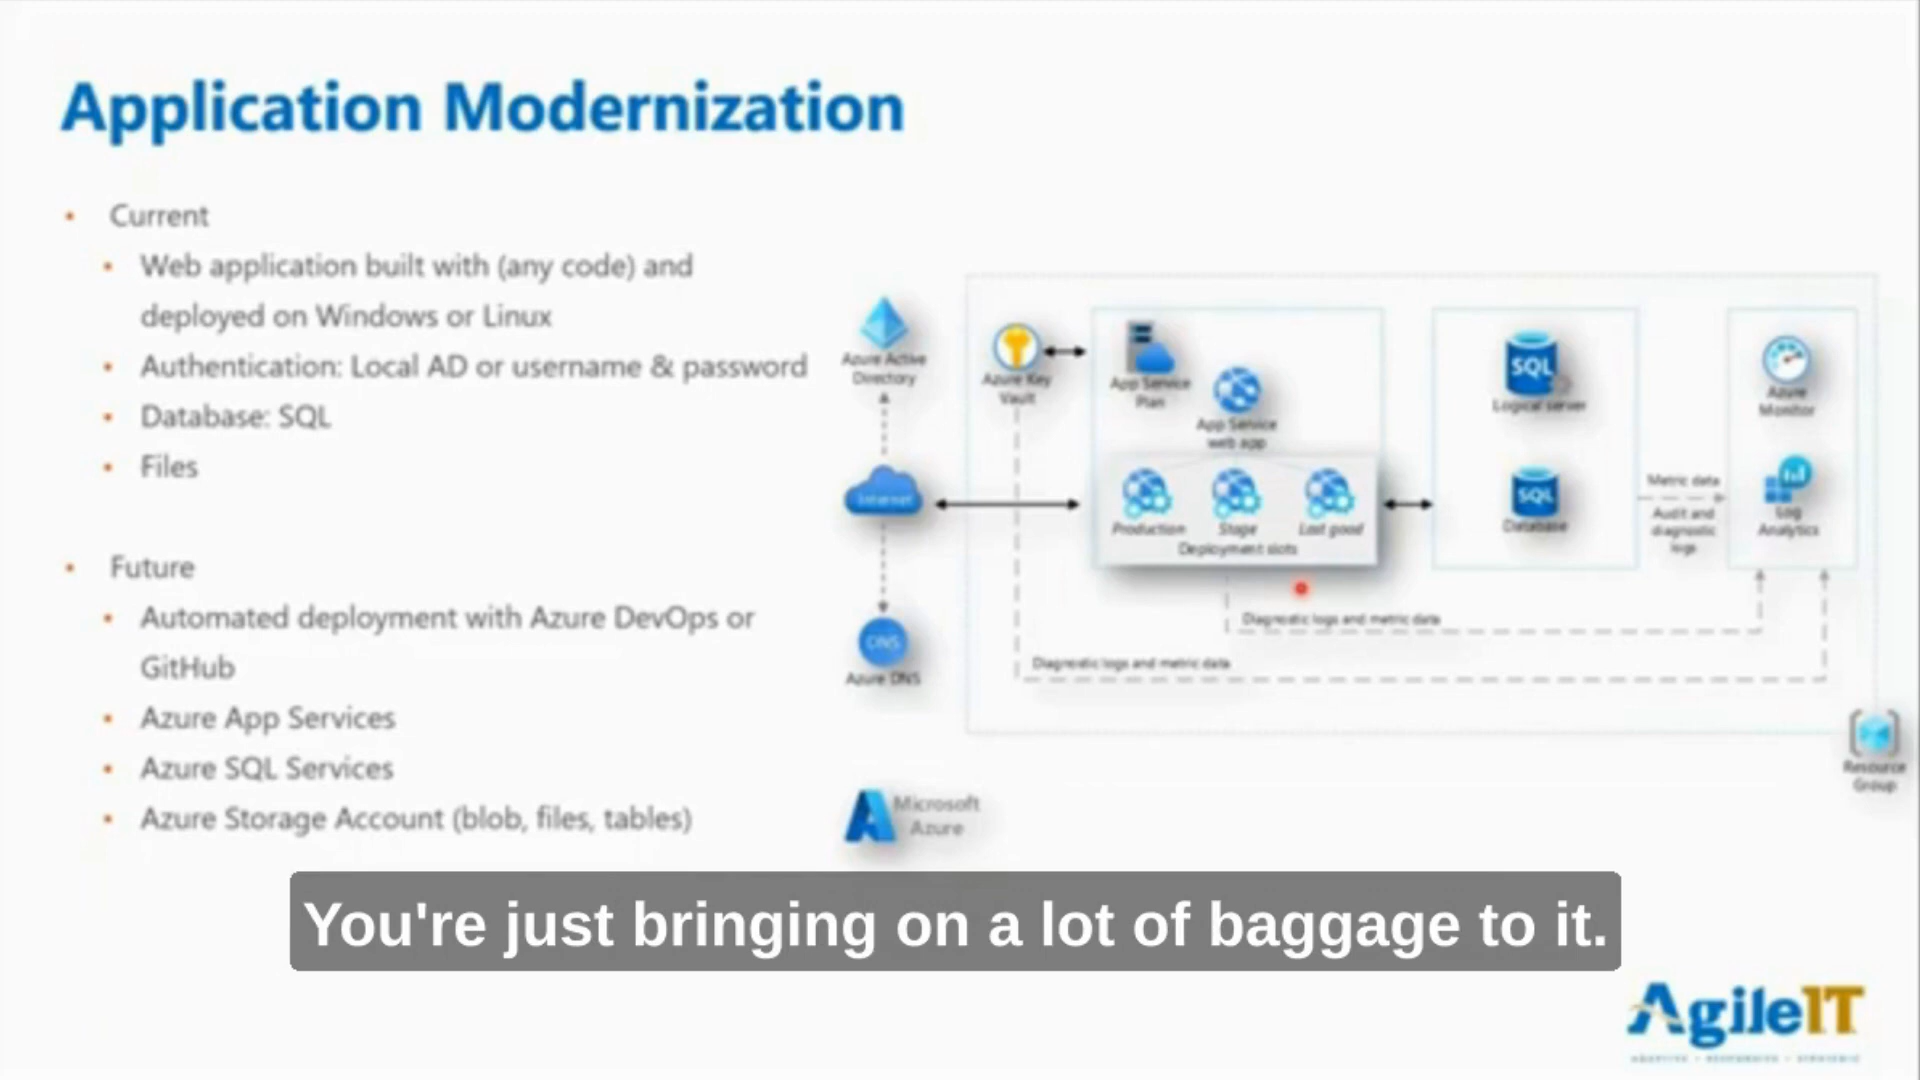 Application Modernization
• Current
• Web application built with (any code) and
deployed on Windows or Linux
• Authentication: Local AD or username & password
• Database: SQL
• Files
• Future
• Automated deployment with Azure DevOps or
GitHub
• Azure App Services
• Azure SQL Services
• Azure Storage Account (blob, files, tables)
Azure Active
Directory
Internet
DNS
Azure DNS
Azure Key
Vault
App Service
Plan
App Service
web app
Production
Stage
Last good
Deployment slots
SQL
Logical server
SQL
Database
Metric data
Audit and
diagnostic
logs
Azure
Monitor
Log
Analytics
Diagnostic logs and metric data
Diagnostic logs and metric data
Resource
Group
Microsoft
Azure
You're just bringing on a lot of baggage to it.
AgileIT